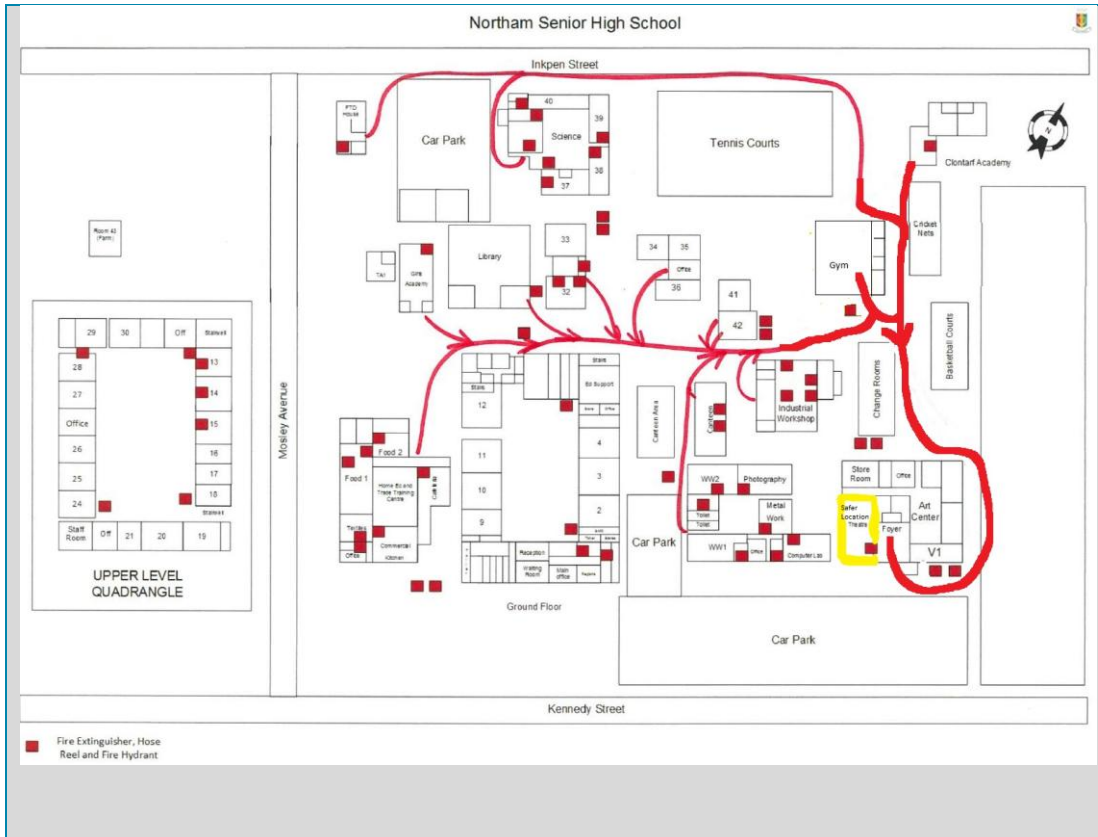 Northam Senior High School
Inkpen Street
House
40
39
Science
38
37
Car Park
Tennis Courts
N
Clontarf Academy
Cricket
Nets
Room 43
(Farm)
33
34
35
Office
36
Library
32
Girls
Academy
41
42
Gym
Basketball Courts
Mosley Avenue
29
30
Off
Stairwell
28
13
27
14
Office
15
26
16
25
17
24
18
Stairwell
Staff
Room
Off
21
20
19
UPPER LEVEL
QUADRANGLE
Store
12
Store
Ed Support
Store
Office
Canteen Area
Canteen
Industrial
Workshop
Change Rooms
11
4
10
3
9
2
Food 2
Food 1
Home Ec and
Trade Training
Centre
Textiles
Office
Commercial
Kitchen
Reception
Waiting
Room
Main
office
Ground Floor
WW2
Photography
Toilet
Toilet
Metal
Work
WW1
Office
Computer Lab
Car Park
Store
Room
Office
Safer
Location
Theatre
Foyer
Art
Center
V1
Car Park
Kennedy Street
Fire Extinguisher, Hose
Reel and Fire Hydrant